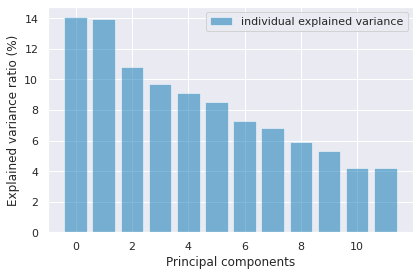 individual explained variance
Explained variance ratio (%)
14
12
10
8
6
4
2
0
0 2 4 6 8 10
Principal components